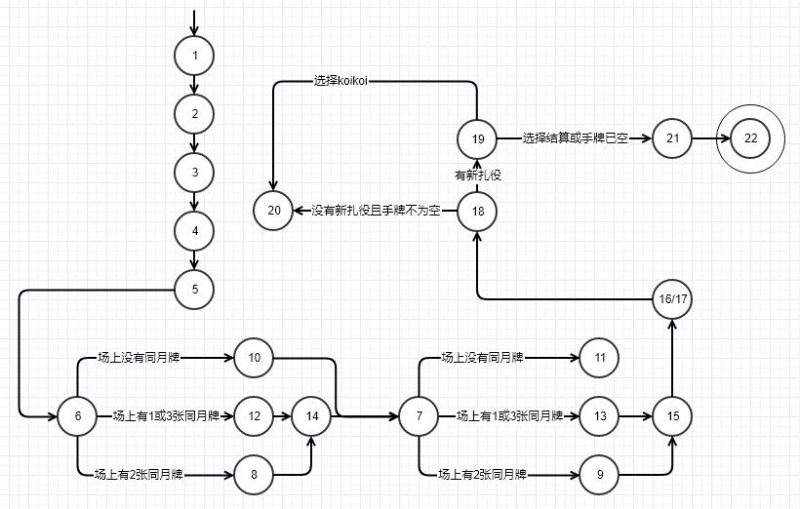 1
2
3
4
5
选择koikoi
19
选择结算或手牌已空
21
22
有新扎役
20
没有新扎役且手牌不为空
18
16/17
6
场上没有同月牌
10
场上有1或3张同月牌
12
14
场上有2张同月牌
8
7
场上没有同月牌
11
场上有1或3张同月牌
13
15
场上有2张同月牌
9